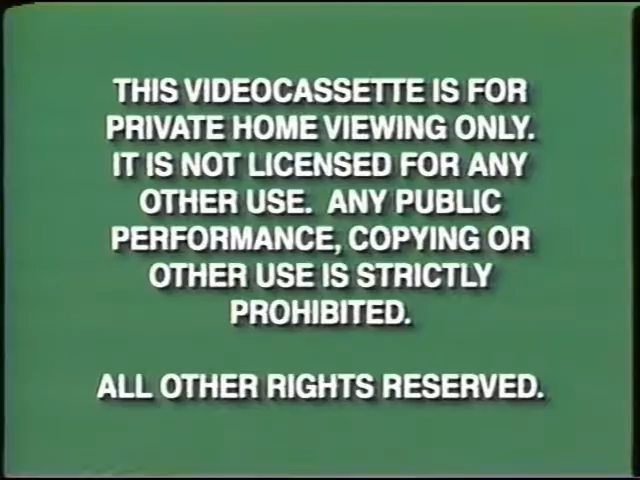 THIS VIDEOCASSETTE IS FOR
PRIVATE HOME VIEWING ONLY.
IT IS NOT LICENSED FOR ANY
OTHER USE.  ANY PUBLIC
PERFORMANCE, COPYING OR
OTHER USE IS STRICTLY
PROHIBITED.
ALL OTHER RIGHTS RESERVED.